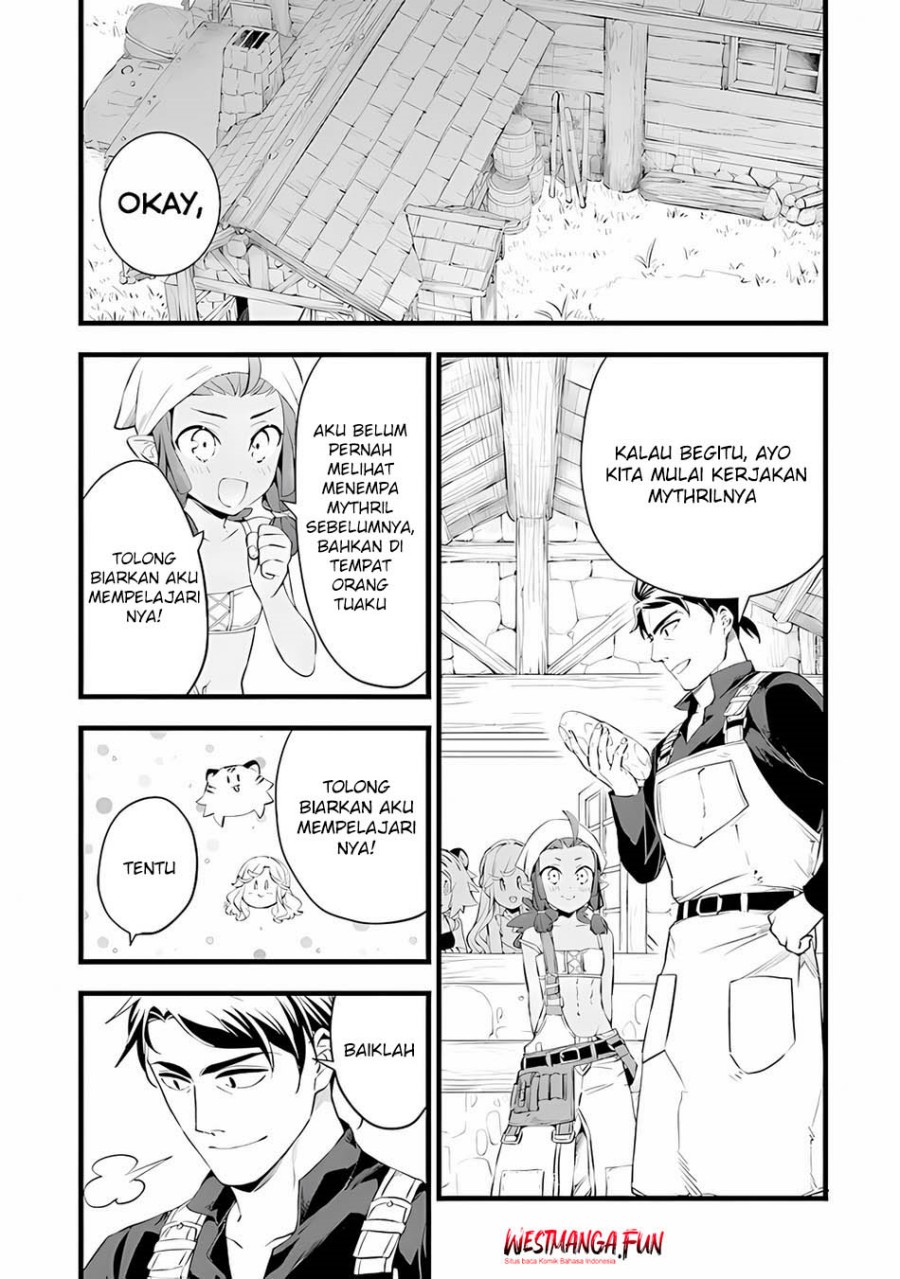 OKAY,
KALAU BEGITU, AYO
KITA MULAI KERJAKAN
MYTHRILNYA
AKU BELUM
PERNAH
MELIHAT
MENEMPA
MYTHRIL
SEBELUMNYA,
BAHKAN DI
TEMPAT
ORANG
TUAKU
TOLONG
BIARKAN AKU
MEMPELAJARI
NYA!
TOLONG
BIARKAN AKU
MEMPELAJARI
NYA!
TENTU
BAIKLAH
WESTMANGA.FUN
Situs baca Komik Bahasa Indonesia